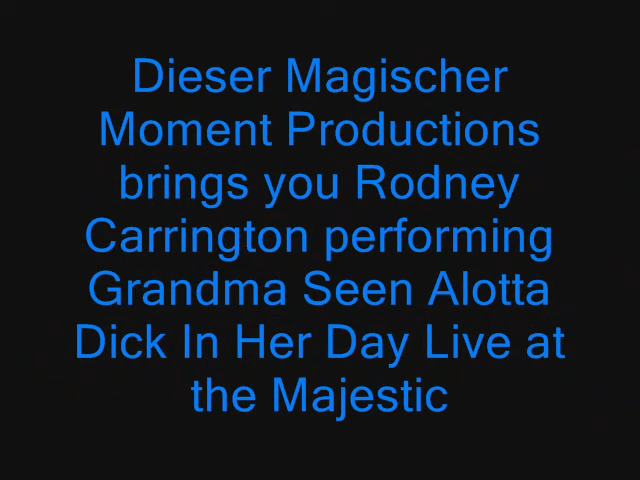 Dieser Magischer
Moment Productions
brings you Rodney
Carrington performing
Grandma Seen Alotta
Dick In Her Day Live at
the Majestic